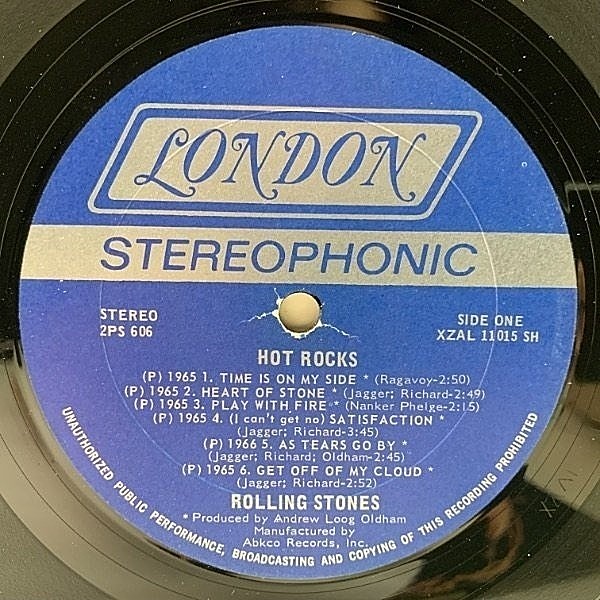 LONDON
STEREOPHONIC
STEREO
2PS 606
SIDE ONE
XZAL 11015 SH
HOT ROCKS
(P) 1965 1. TIME IS ON MY SIDE * (Ragavoy-2:50)
(P) 1965 2. HEART OF STONE * (Jagger; Richard-2:49)
(P) 1965 3. PLAY WITH FIRE * (Nanker Phelge-2:15)
(P) 1965 4. (I can't get no) SATISFACTION *
(Jagger; Richard-3:45)
(P) 1966 5. AS TEARS GO BY *
(Jagger; Richard; Oldham-2:45)
(P) 1965 6. GET OFF OF MY CLOUD *
(Jagger; Richard-2:52)
ROLLING STONES
* Produced by Andrew Loog Oldham
Manufactured by
Abkco Records, Inc.
UNAUTHORIZED PUBLIC PERFORMANCE, BROADCASTING AND COPYING OF THIS RECORDING PROHIBITED